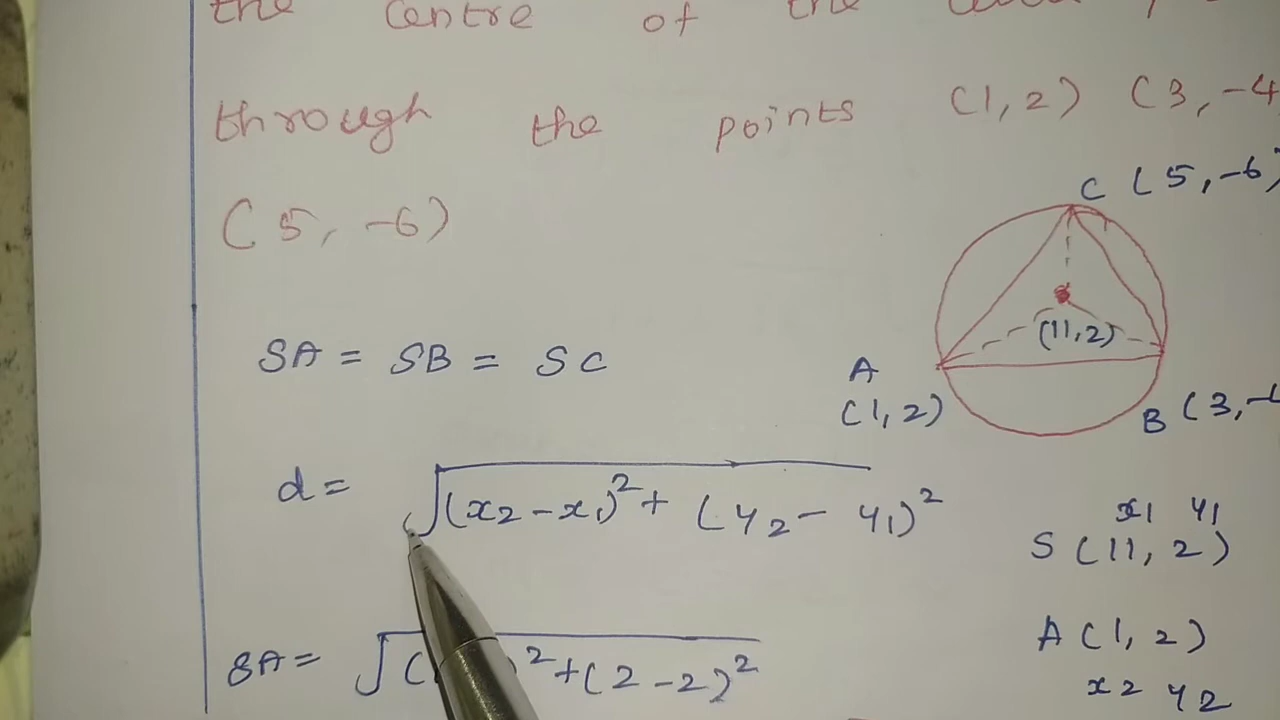 the centre of the
through the points (1, 2) (3, -4
(5, -6)
C (5, -6)
(11, 2)
SA = SB = SC
A
(1, 2)
B (3, -
d = √(x2 - x1)² + (y2 - y1)²
x1 y1
S (11, 2)
SA = √( )² + (2 - 2)²
A (1, 2)
x2 y2